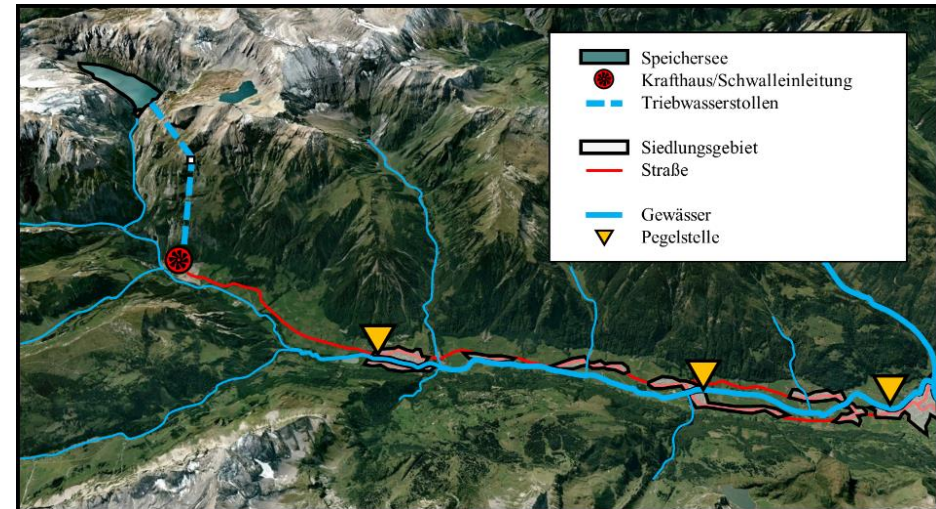 Speichersee
Krafthaus/Schwalleinleitung
Triebwasserstollen
Siedlungsgebiet
Straße
Gewässer
Pegelstelle